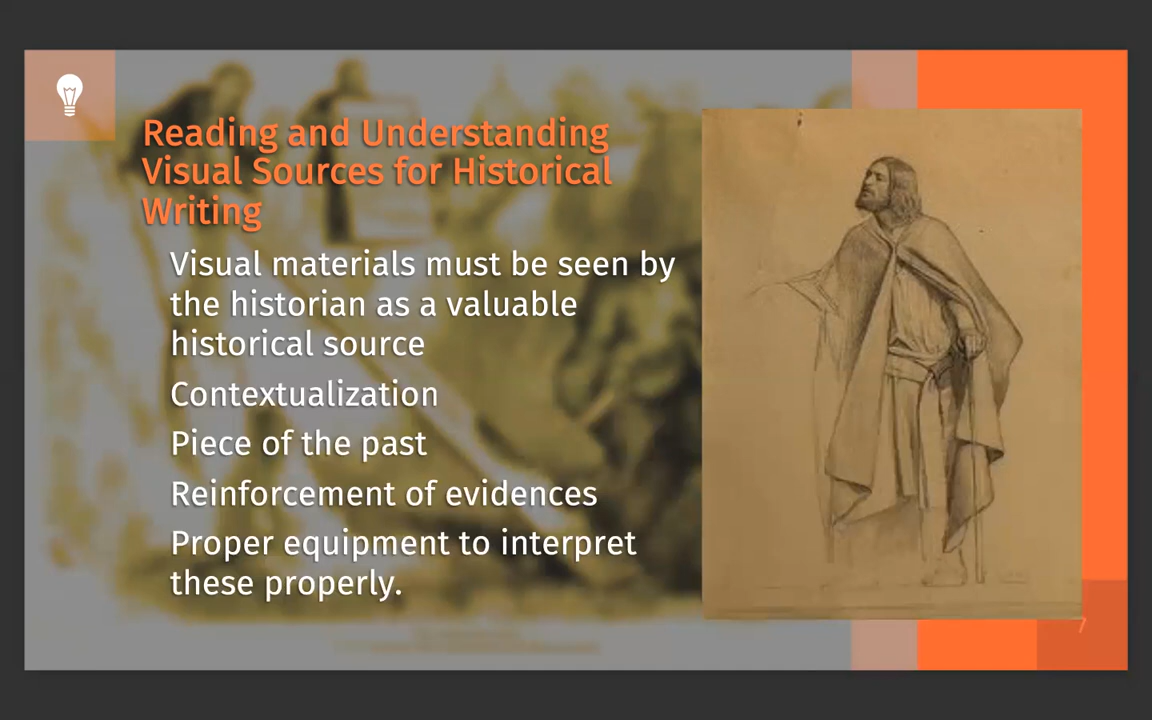 Reading and Understanding
Visual Sources for Historical
Writing
Visual materials must be seen by
the historian as a valuable
historical source
Contextualization
Piece of the past
Reinforcement of evidences
Proper equipment to interpret
these properly.
7